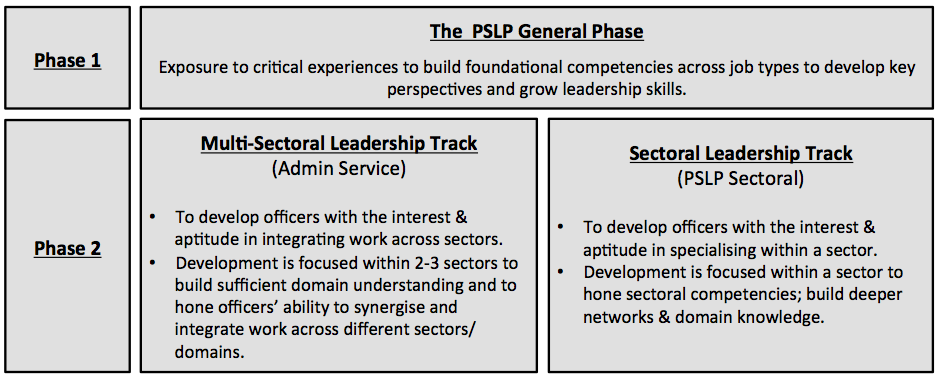 Phase 1
The PSLP General Phase
Exposure to critical experiences to build foundational competencies across job types to develop key
perspectives and grow leadership skills.
Phase 2
Multi-Sectoral Leadership Track
(Admin Service)
• To develop officers with the interest &
aptitude in integrating work across sectors.
• Development is focused within 2-3 sectors to
build sufficient domain understanding and to
hone officers’ ability to synergise and
integrate work across different sectors/
domains.
Sectoral Leadership Track
(PSLP Sectoral)
• To develop officers with the interest &
aptitude in specialising within a sector.
• Development is focused within a sector to
hone sectoral competencies; build deeper
networks & domain knowledge.